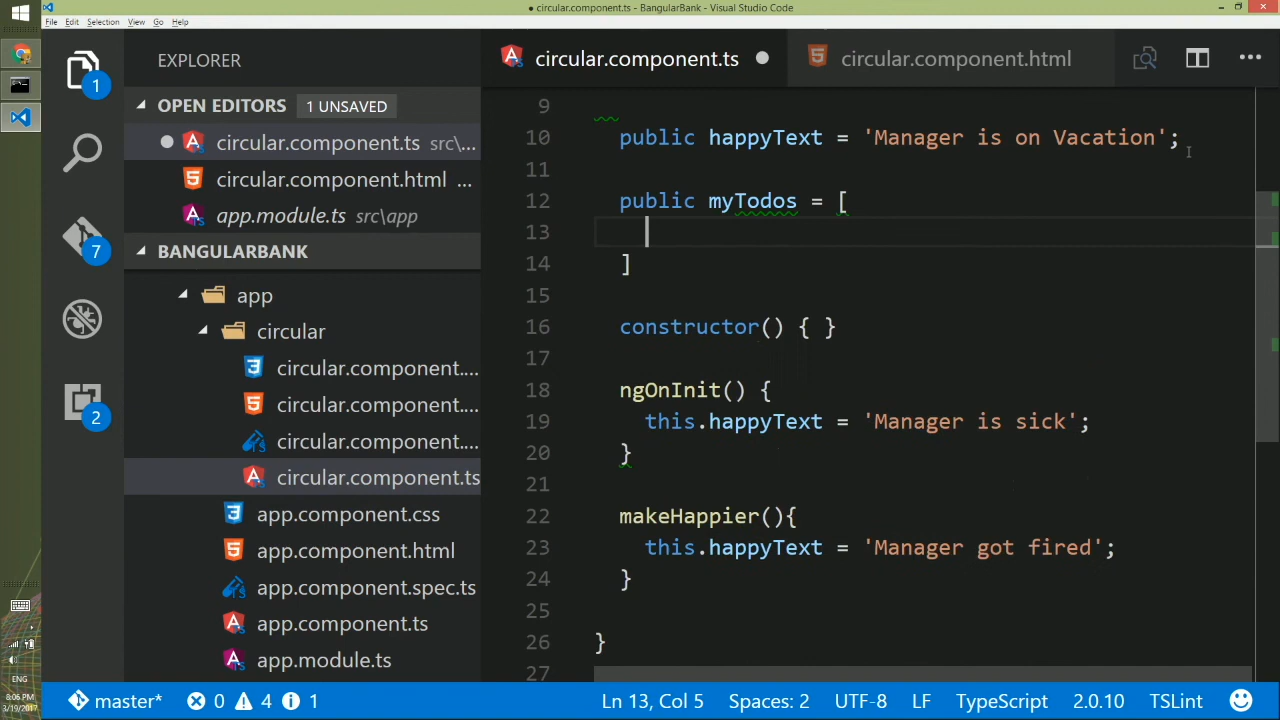 circular.component.ts - BangularBank - Visual Studio Code
File Edit Selection View Go Help
EXPLORER
circular.component.ts
circular.component.html
OPEN EDITORS 1 UNSAVED
circular.component.ts src\...
circular.component.html ...
app.module.ts src\app
BANGULARBANK
app
circular
circular.component....
circular.component....
circular.component....
circular.component.ts
app.component.css
app.component.html
app.component.spec.ts
app.component.ts
app.module.ts
1
7
2
9
10 public happyText = 'Manager is on Vacation';
11
12 public myTodos = [
13
14 ]
15
16 constructor() { }
17
18 ngOnInit() {
19 this.happyText = 'Manager is sick';
20 }
21
22 makeHappier(){
23 this.happyText = 'Manager got fired';
24 }
25
26 }
27
ENG
8:06 PM
3/19/2017
master* 0 4 1 Ln 13, Col 5 Spaces: 2 UTF-8 LF TypeScript 2.0.10 TSLint